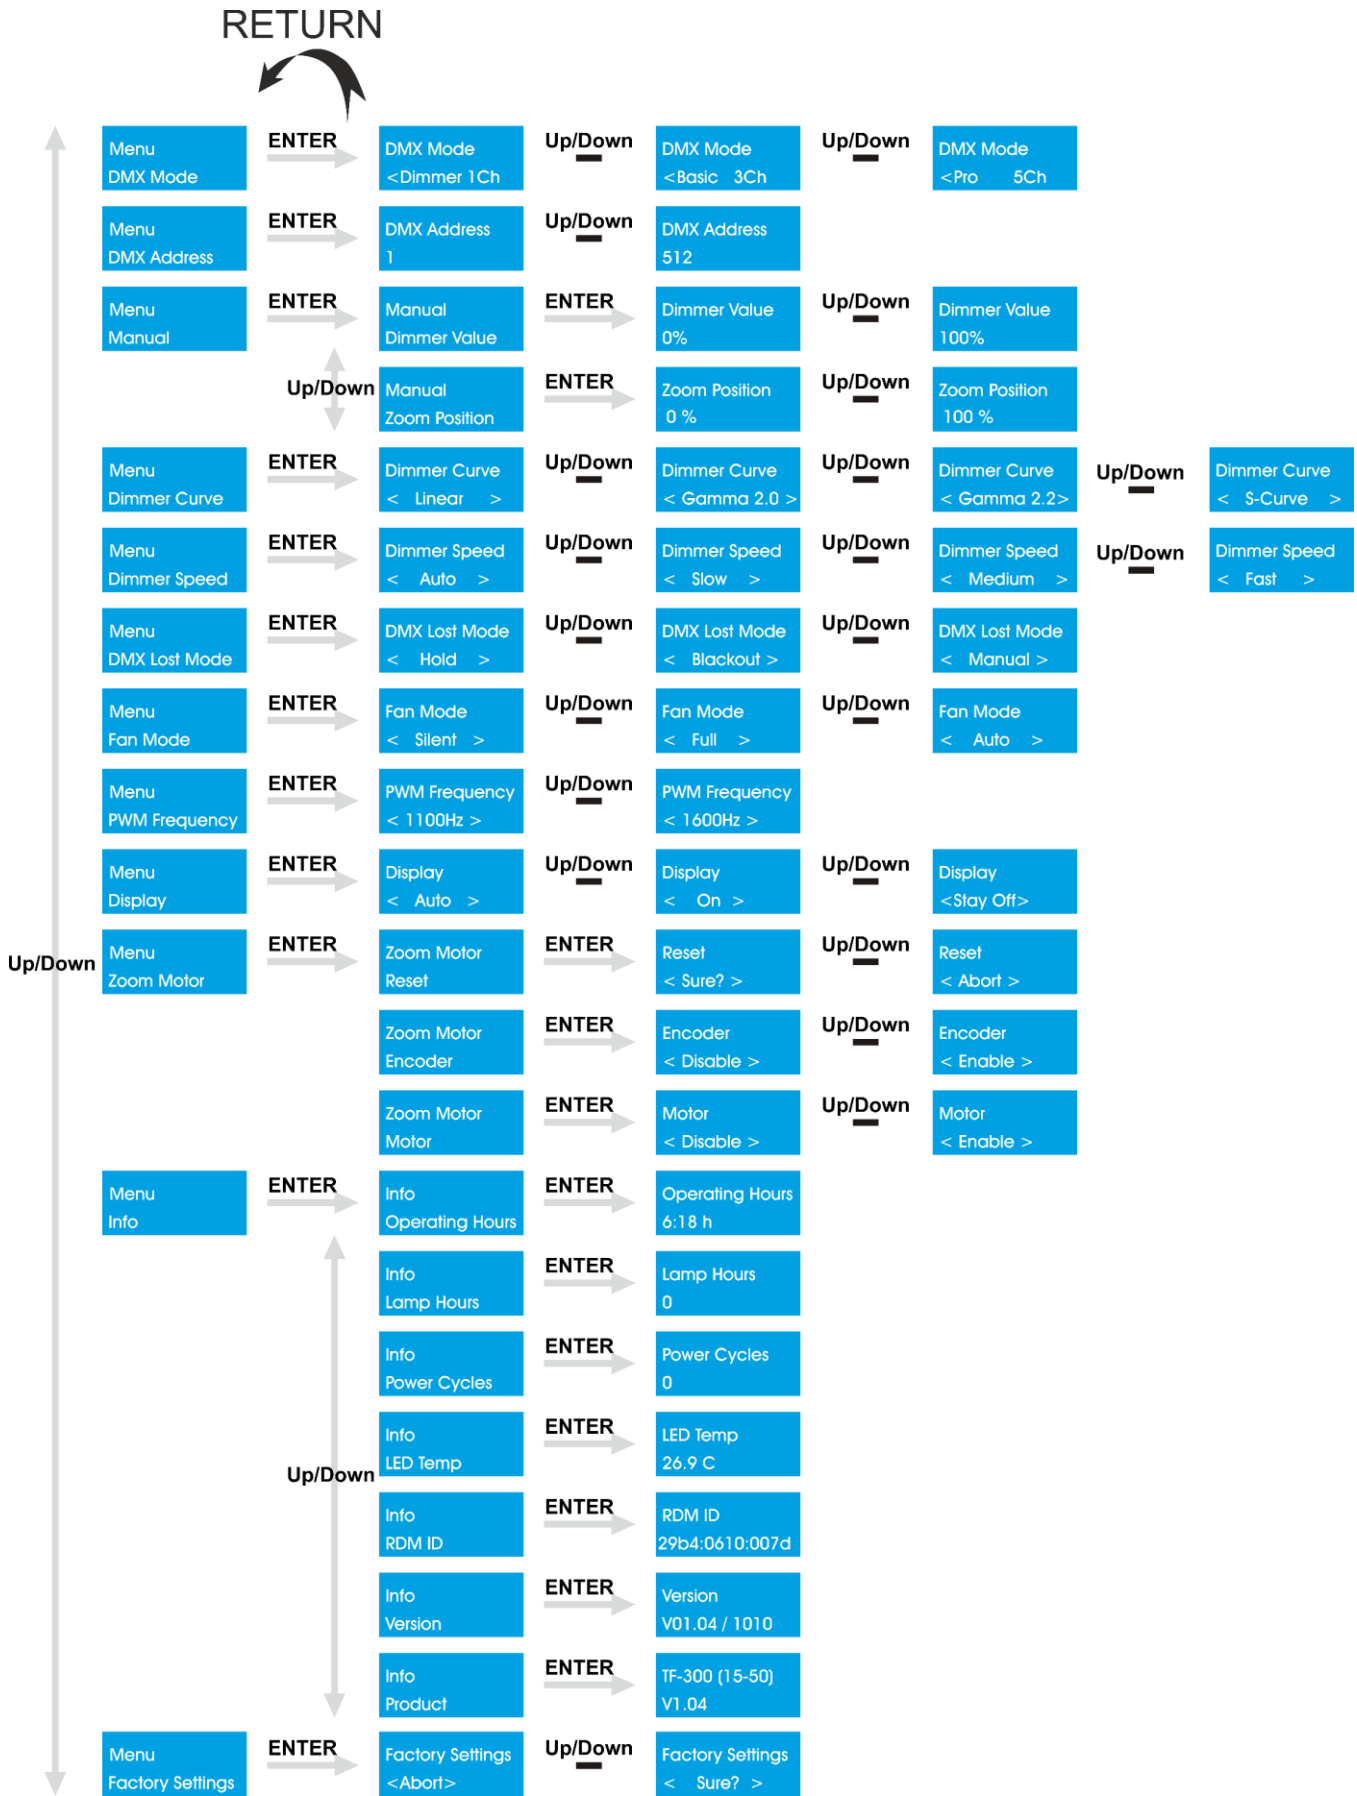 RETURN
Menu
DMX Mode
ENTER
DMX Mode
<Dimmer 1Ch
Up/Down
DMX Mode
<Basic 3Ch
Up/Down
DMX Mode
<Pro 5Ch
Menu
DMX Address
ENTER
DMX Address
1
Up/Down
DMX Address
512
Menu
Manual
ENTER
Manual
Dimmer Value
ENTER
Dimmer Value
0%
Up/Down
Dimmer Value
100%
Up/Down
Manual
Zoom Position
ENTER
Zoom Position
0 %
Up/Down
Zoom Position
100 %
Menu
Dimmer Curve
ENTER
Dimmer Curve
< Linear >
Up/Down
Dimmer Curve
< Gamma 2.0 >
Up/Down
Dimmer Curve
< Gamma 2.2>
Up/Down
Dimmer Curve
< S-Curve >
Menu
Dimmer Speed
ENTER
Dimmer Speed
< Auto >
Up/Down
Dimmer Speed
< Slow >
Up/Down
Dimmer Speed
< Medium >
Up/Down
Dimmer Speed
< Fast >
Menu
DMX Lost Mode
ENTER
DMX Lost Mode
< Hold >
Up/Down
DMX Lost Mode
< Blackout >
Up/Down
DMX Lost Mode
< Manual >
Menu
Fan Mode
ENTER
Fan Mode
< Silent >
Up/Down
Fan Mode
< Full >
Up/Down
Fan Mode
< Auto >
Menu
PWM Frequency
ENTER
PWM Frequency
< 1100Hz >
Up/Down
PWM Frequency
< 1600Hz >
Menu
Display
ENTER
Display
< Auto >
Up/Down
Display
< On >
Up/Down
Display
<Stay Off>
Up/Down
Menu
Zoom Motor
ENTER
Zoom Motor
Reset
ENTER
Reset
< Sure? >
Up/Down
Reset
< Abort >
Zoom Motor
Encoder
ENTER
Encoder
< Disable >
Up/Down
Encoder
< Enable >
Zoom Motor
Motor
ENTER
Motor
< Disable >
Up/Down
Motor
< Enable >
Menu
Info
ENTER
Info
Operating Hours
ENTER
Operating Hours
6:18 h
Info
Lamp Hours
ENTER
Lamp Hours
0
Info
Power Cycles
ENTER
Power Cycles
0
Up/Down
Info
LED Temp
ENTER
LED Temp
26.9 C
Info
RDM ID
ENTER
RDM ID
29b4:0610:007d
Info
Version
ENTER
Version
V01.04 / 1010
Info
Product
ENTER
TF-300 (15-50)
V1.04
Menu
Factory Settings
ENTER
Factory Settings
<Abort>
Up/Down
Factory Settings
< Sure? >